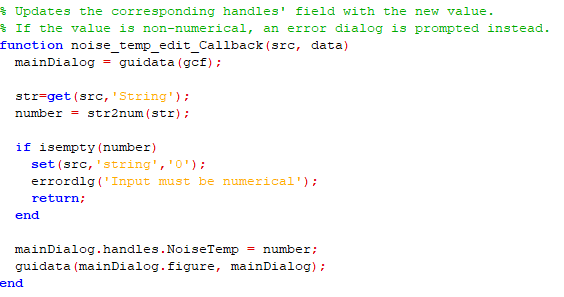 % Updates the corresponding handles' field with the new value.
% If the value is non-numerical, an error dialog is prompted instead.
function noise_temp_edit_Callback(src, data)
  mainDialog = guidata(gcf);

  str=get(src,'String');
  number = str2num(str);

  if isempty(number)
    set(src,'string','0');
    errordlg('Input must be numerical');
    return;
  end

  mainDialog.handles.NoiseTemp = number;
  guidata(mainDialog.figure, mainDialog);
end